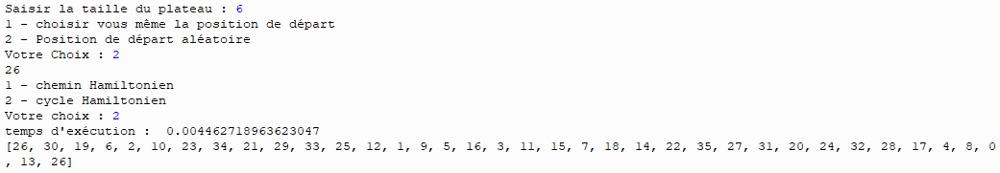 Saisir la taille du plateau : 6
1 - choisir vous même la position de départ
2 - Position de départ aléatoire
Votre Choix : 2
26
1 - chemin Hamiltonien
2 - cycle Hamiltonien
Votre choix : 2
temps d'exécution :  0.004462718963623047
[26, 30, 19, 6, 2, 10, 23, 34, 21, 29, 33, 25, 12, 1, 9, 5, 16, 3, 11, 15, 7, 18, 14, 22, 35, 27, 31, 20, 24, 32, 28, 17, 4, 8, 0
, 13, 26]